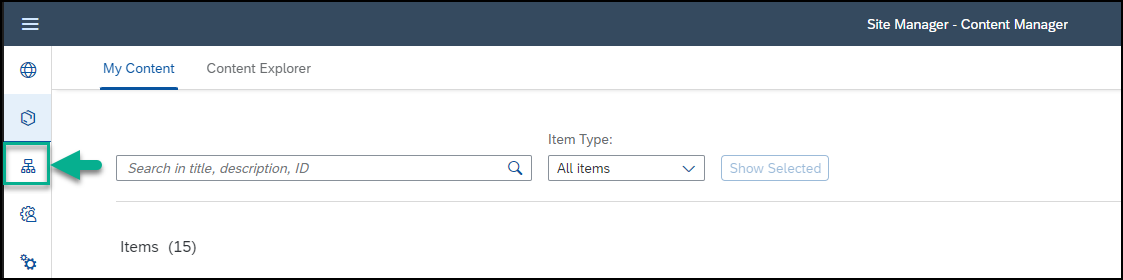 Site Manager - Content Manager
My Content Content Explorer
Item Type:
Search in title, description, ID All items Show Selected
Items (15)